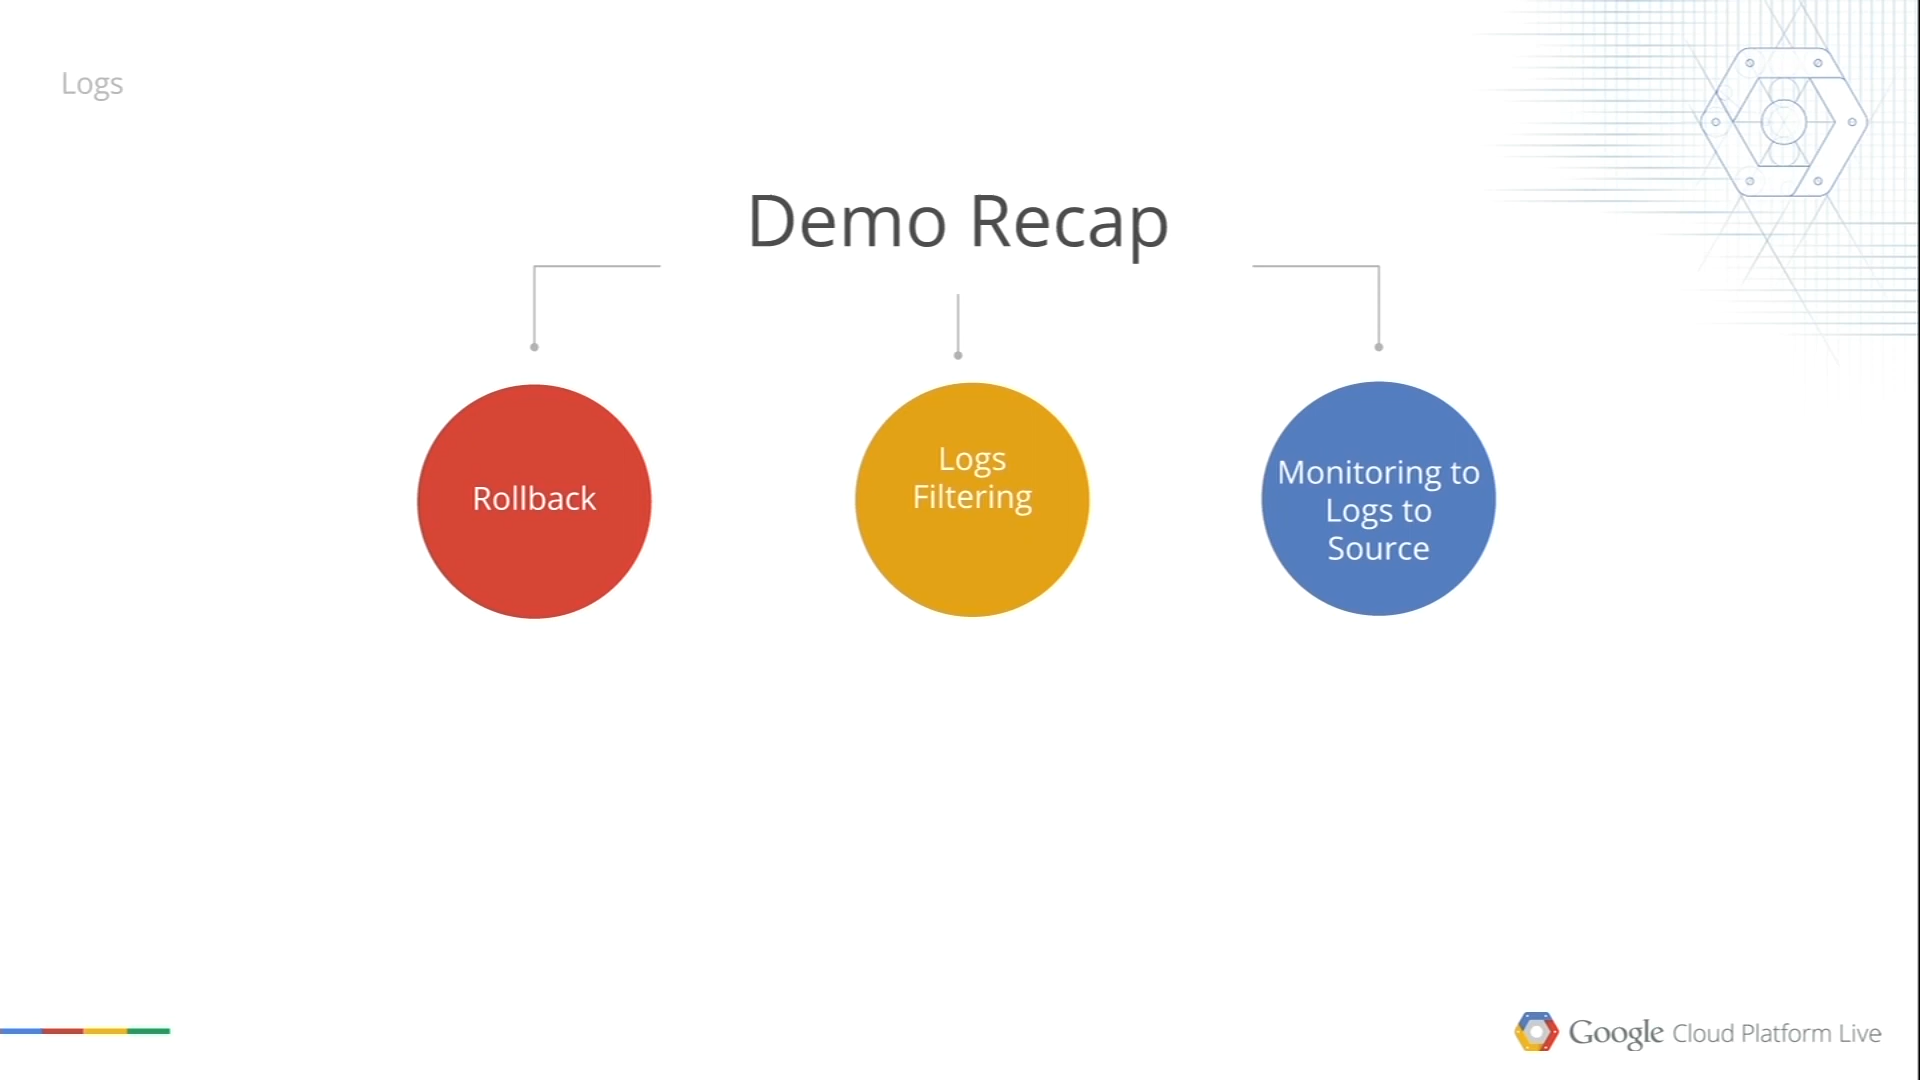 Logs
Demo Recap
Rollback
Logs
Filtering
Monitoring to
Logs to
Source
Google Cloud Platform Live